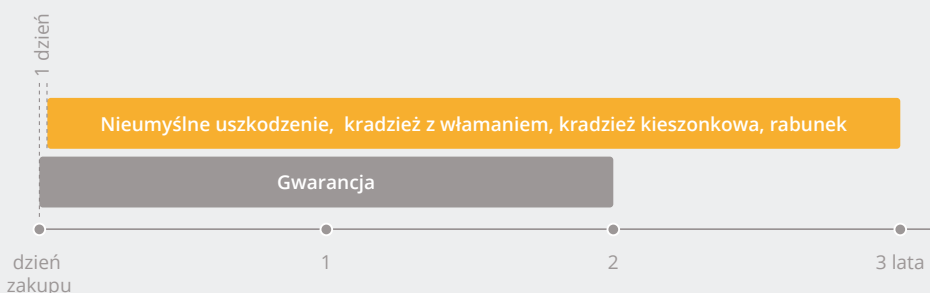 1 dzień
Nieumyślne uszkodzenie, kradzież z włamaniem, kradzież kieszonkowa, rabunek
Gwarancja
dzień
zakupu
1
2
3 lata